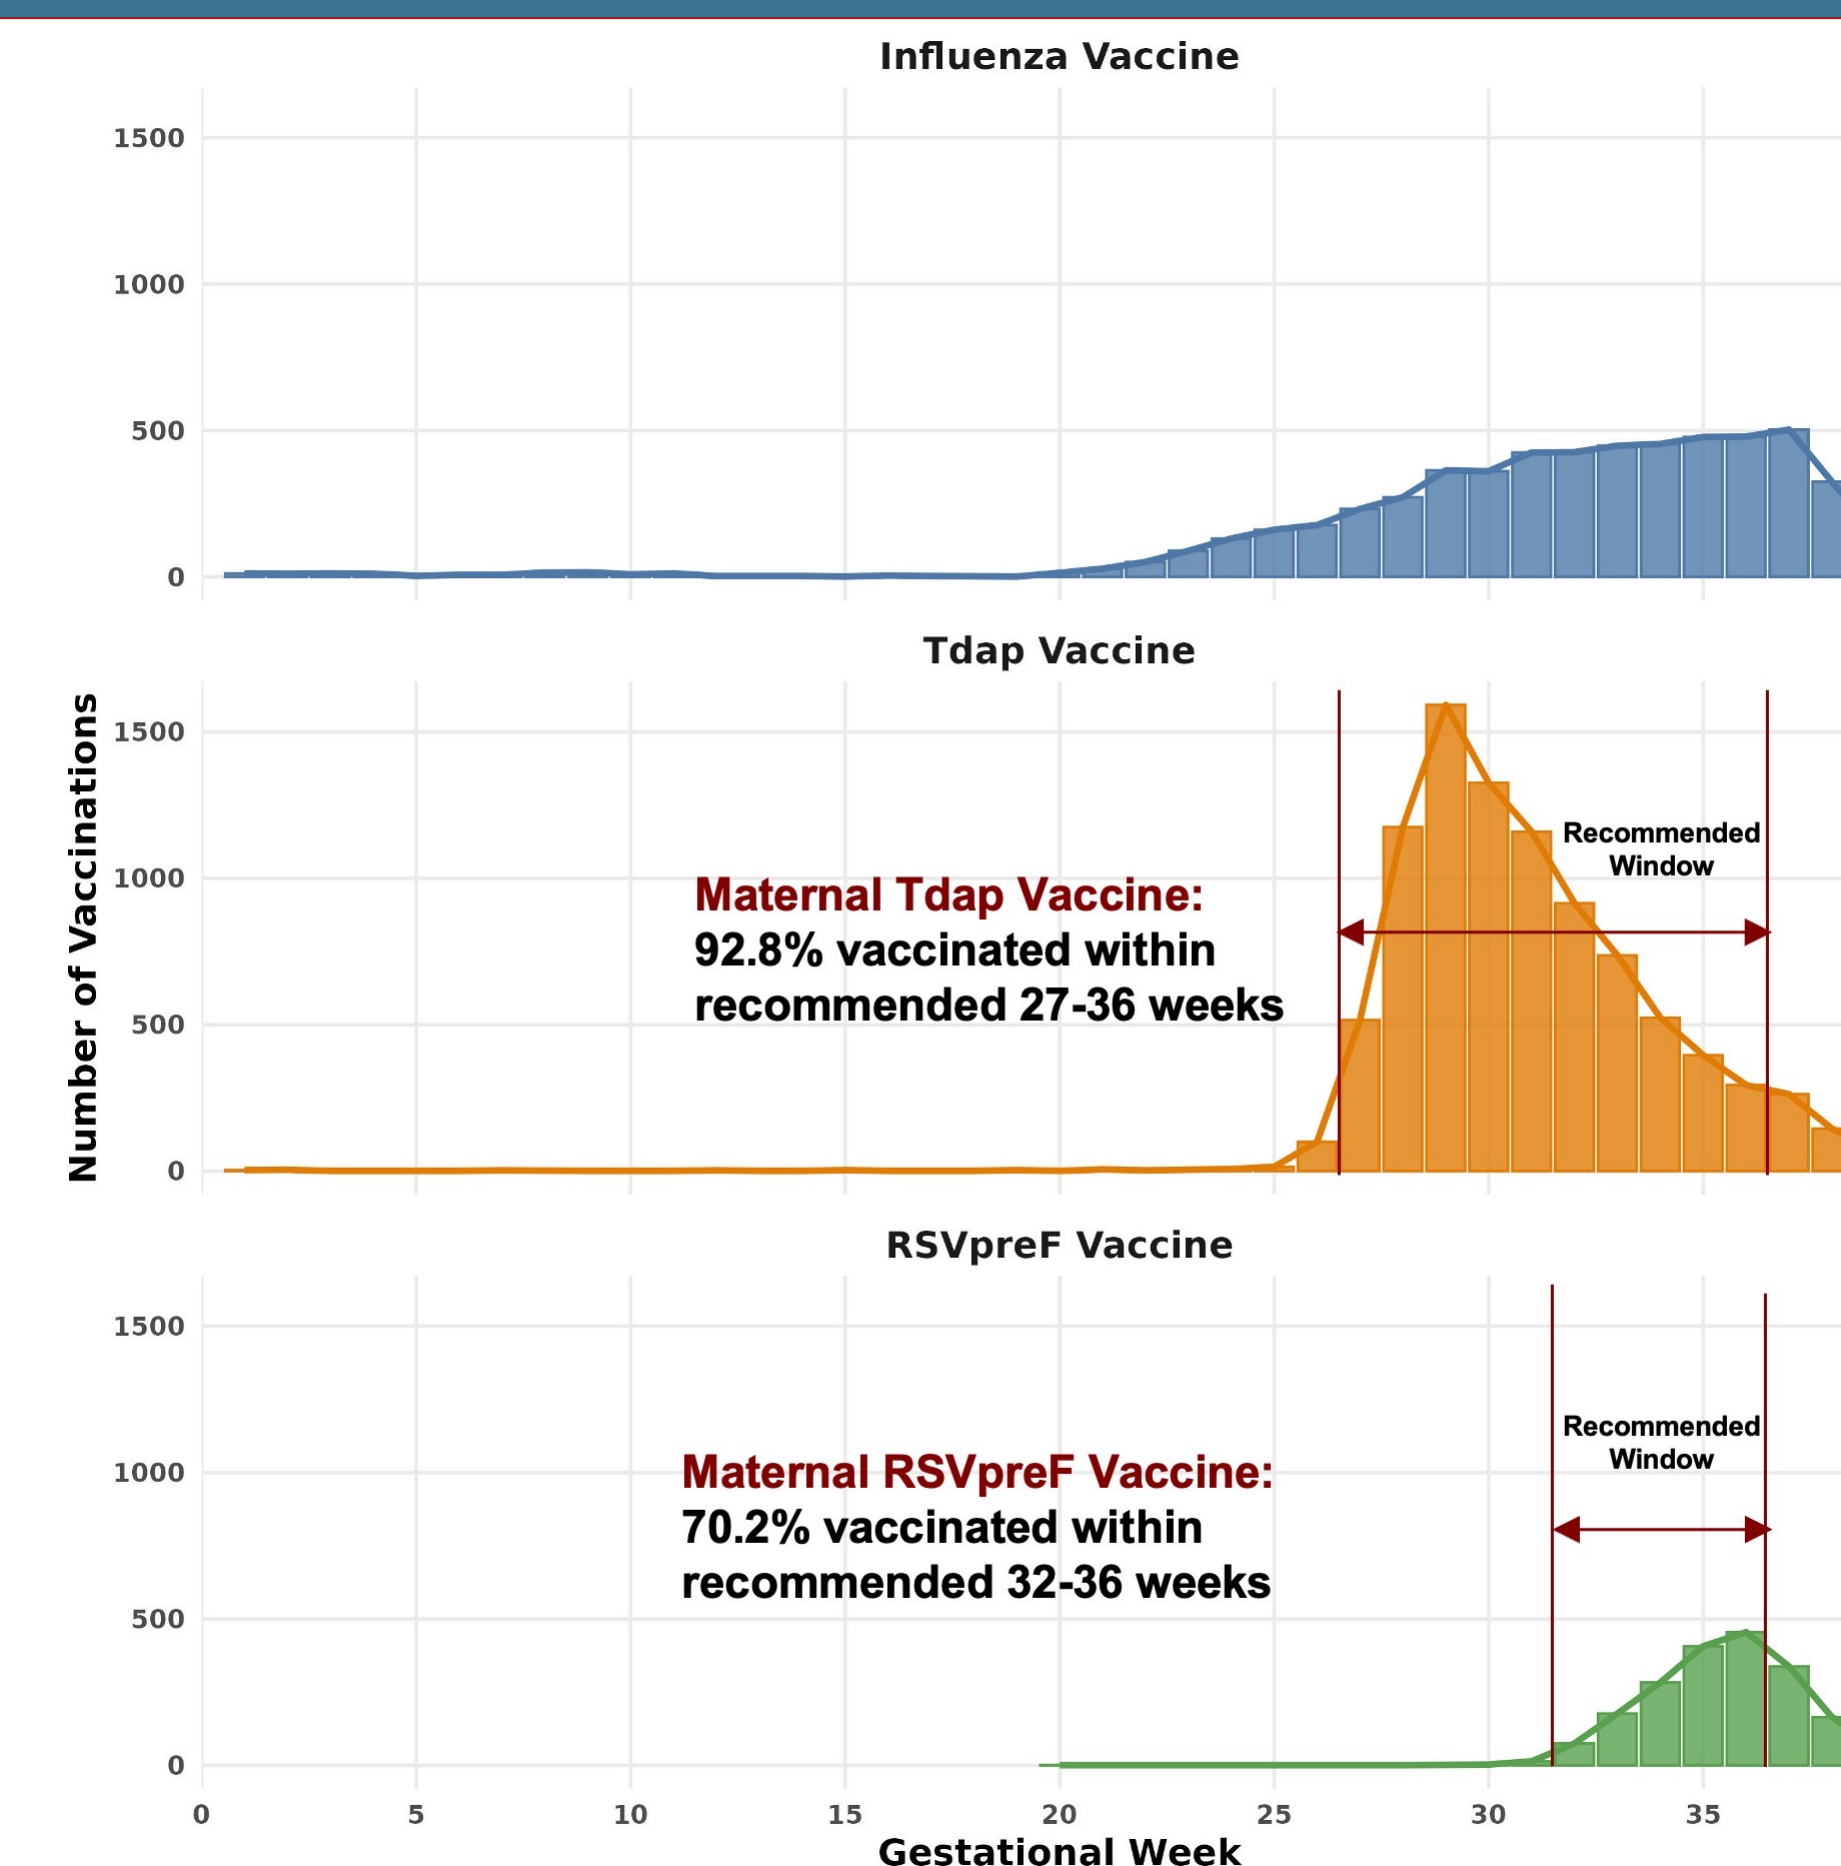 Influenza Vaccine
1500
1000
500
0
Tdap Vaccine
Number of Vaccinations
1500
1000
500
0
Recommended
Window
Maternal Tdap Vaccine:
92.8% vaccinated within
recommended 27-36 weeks
RSVpreF Vaccine
1500
1000
500
0
Recommended
Window
Maternal RSVpreF Vaccine:
70.2% vaccinated within
recommended 32-36 weeks
0 5 10 15 20 25 30 35
Gestational Week